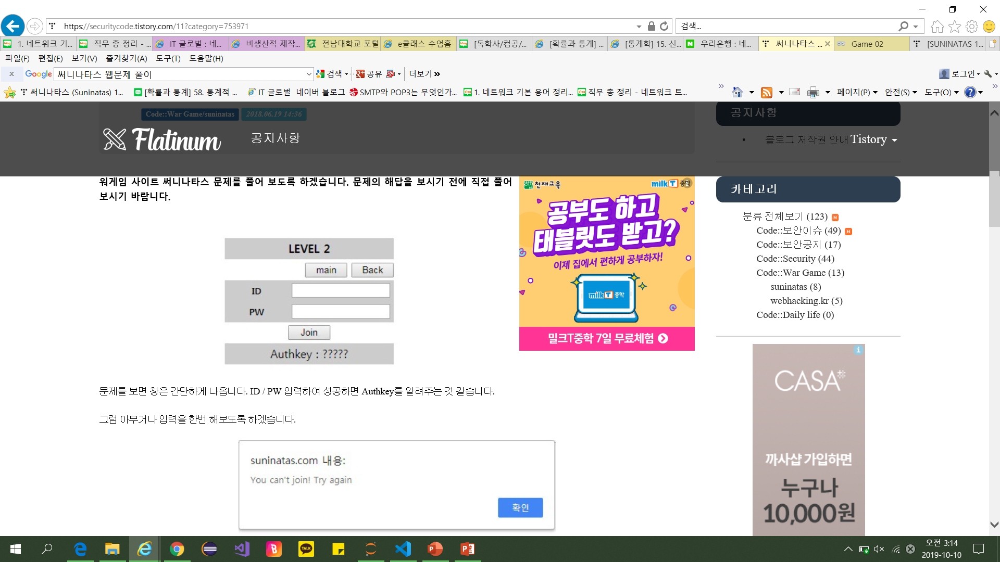 https://securitycode.tistory.com/11?category=753971
검색...
1. 네트워크 기...
직무 총 정리 - ...
IT 글로벌 : 네...
비생산적 제작...
전남대학교 포털
e클래스 수업홈
[독학사/컴공/...
[확률과 통계] ...
[통계학] 15. 신...
우리은행 : 네...
써니나타스 ...
Game 02
[SUNINATAS 1...
파일(F) 편집(E) 보기(V) 즐겨찾기(A) 도구(T) 도움말(H)
x Google 써니나타스 웹문제 풀이 검색 공유 더보기 »
로그인
써니나타스 (Suninatas) 1...
[확률과 통계] 58. 통계적 ...
IT 글로벌 네이버 블로그
SMTP와 POP3는 무엇인가...
1. 네트워크 기본 용어 정리...
직무 총 정리 - 네트워크 트...
페이지(P) 안전(S) 도구(O)
Code::War Game/suninatas 2018.06.19 14:36
Flatinum 공지사항
공지사항
블로그 저작권 안내 Tistory
워게임 사이트 써니나타스 문제를 풀어 보도록 하겠습니다. 문제의 해답을 보시기 전에 직접 풀어
보시기 바랍니다.
LEVEL 2
main Back
ID
PW
Join
Authkey : ?????
천재교육 milk T 중학
공부도 하고
태블릿도 받고?
이제 집에서 편하게 공부하자!
milk T 중학
밀크T중학 7일 무료체험
카테고리
분류 전체보기 (123)
Code::보안이슈 (49)
Code::보안공지 (17)
Code::Security (44)
Code::War Game (13)
suninatas (8)
webhacking.kr (5)
Code::Daily life (0)
문제를 보면 창은 간단하게 나옵니다. ID / PW 입력하여 성공하면 Authkey를 알려주는 것 같습니다.
그럼 아무거나 입력을 한번 해보도록 하겠습니다.
suninatas.com 내용:
You can't join! Try again
확인
CASA
까사샵 가입하면
누구나
10,000원
오전 3:14
2019-10-10